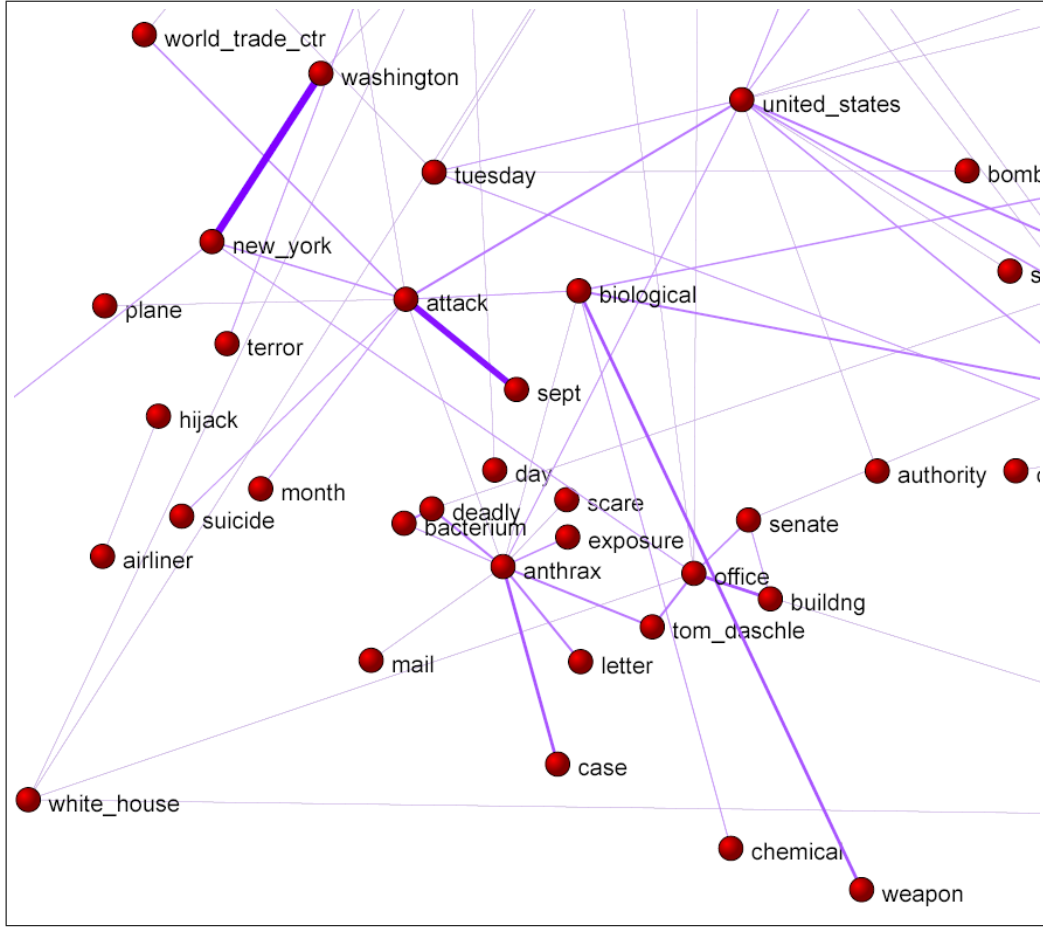 world_trade_ctr
washington
united_states
tuesday
bomb
new_york
s
attack
biological
plane
terror
sept
hijack
day
authority
month
scare
deadly
suicide
bacterium
senate
exposure
airliner
anthrax
office
buildng
tom_daschle
mail
letter
case
white_house
chemical
weapon